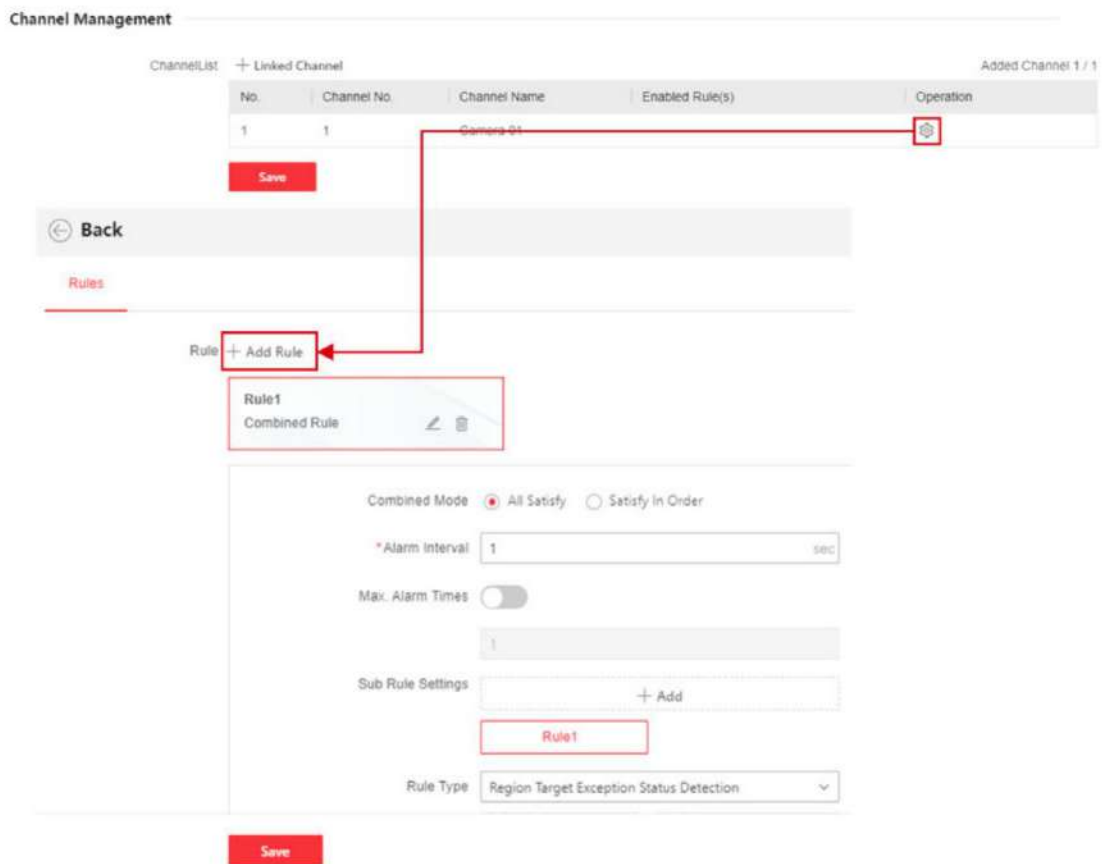 Channel Management
ChannelList + Linked Channel Added Channel 1 / 1
No. Channel No. Channel Name Enabled Rule(s) Operation
1 1 Camera 01
Save
Back
Rules
Rule + Add Rule
Rule1
Combined Rule
Combined Mode All Satisfy Satisfy In Order
*Alarm Interval 1 sec
Max. Alarm Times
1
Sub Rule Settings
+ Add
Rule1
Rule Type Region Target Exception Status Detection
Save